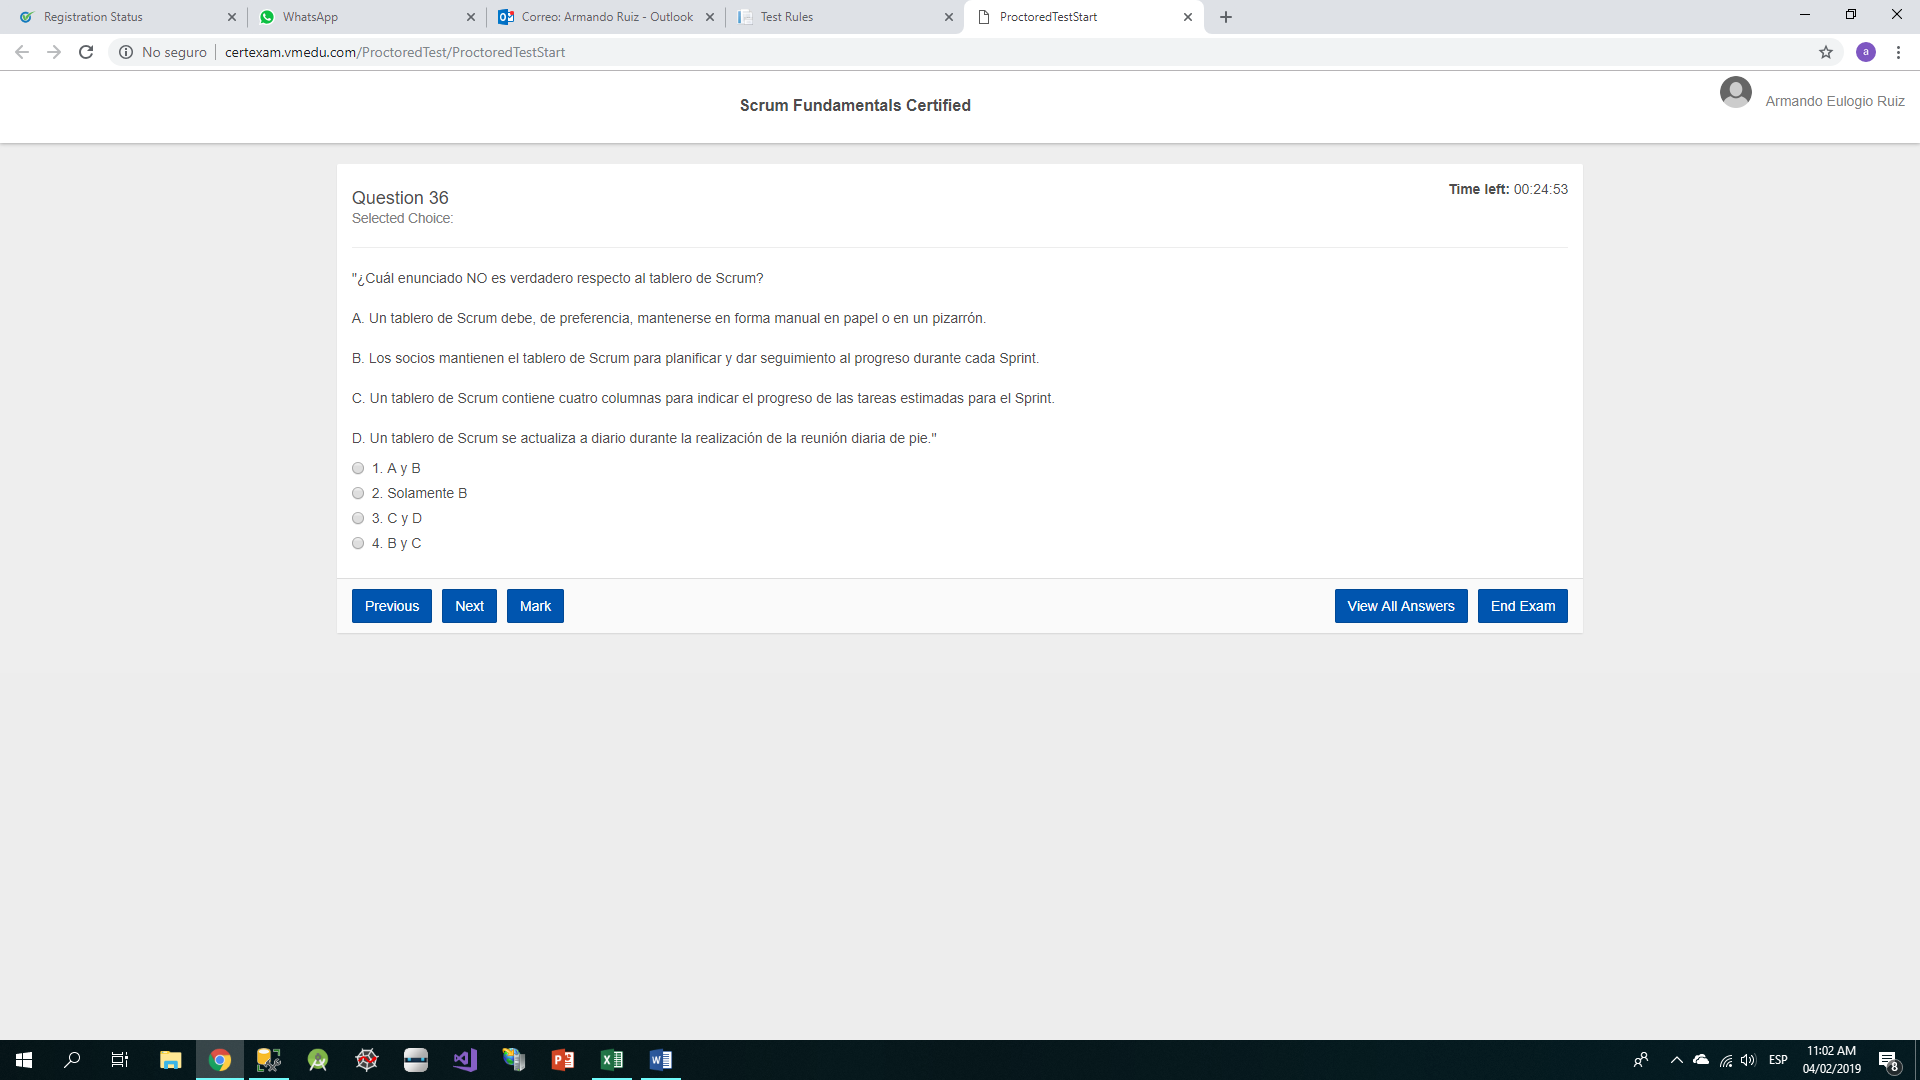 Registration Status
WhatsApp
Correo: Armando Ruiz - Outlook
Test Rules
ProctoredTestStart
No seguro
certexam.vmedu.com/ProctoredTest/ProctoredTestStart
a
Scrum Fundamentals Certified
Armando Eulogio Ruiz
Question 36
Time left: 00:24:53
Selected Choice:
"¿Cuál enunciado NO es verdadero respecto al tablero de Scrum?
A. Un tablero de Scrum debe, de preferencia, mantenerse en forma manual en papel o en un pizarrón.
B. Los socios mantienen el tablero de Scrum para planificar y dar seguimiento al progreso durante cada Sprint.
C. Un tablero de Scrum contiene cuatro columnas para indicar el progreso de las tareas estimadas para el Sprint.
D. Un tablero de Scrum se actualiza a diario durante la realización de la reunión diaria de pie."
1. A y B
2. Solamente B
3. C y D
4. B y C
Previous
Next
Mark
View All Answers
End Exam
ESP
11:02 AM
04/02/2019
8